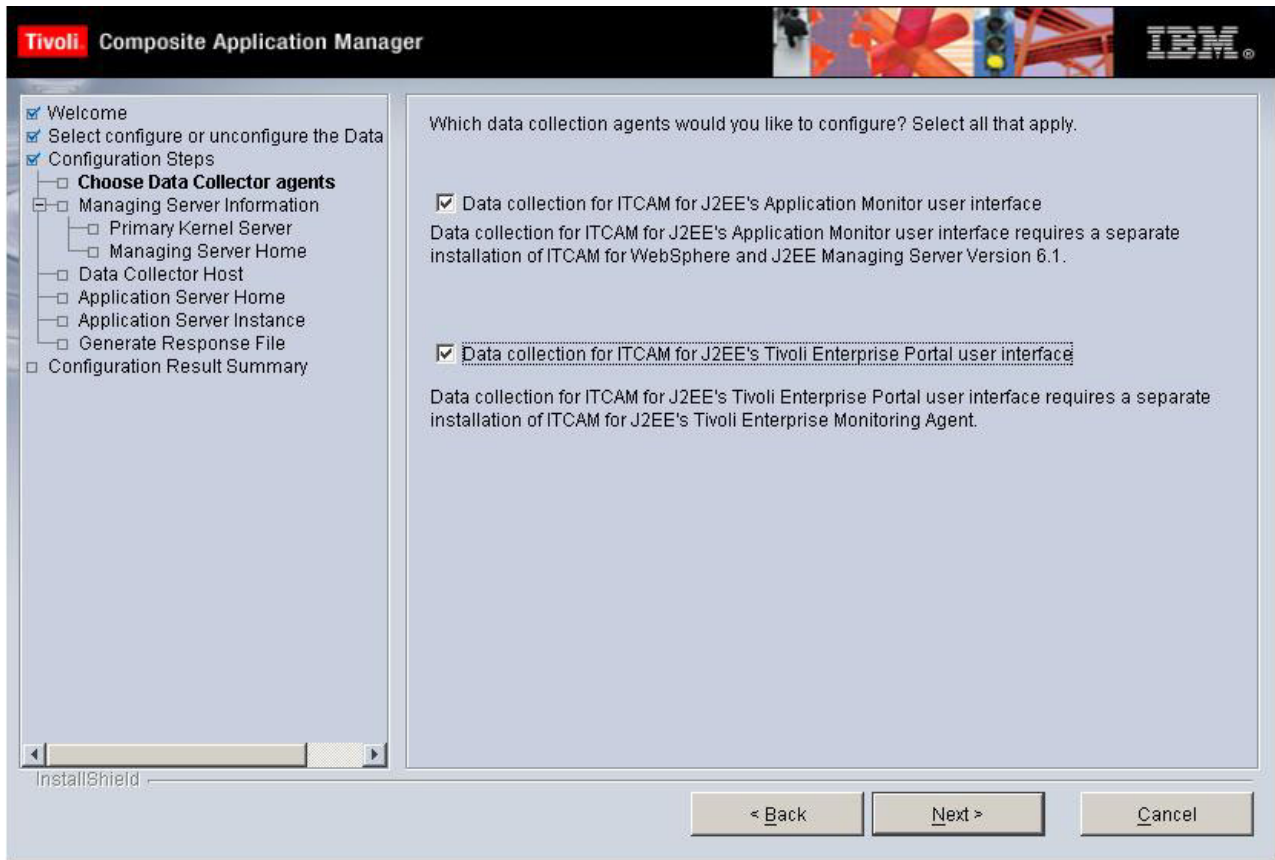 Tivoli. Composite Application Manager
IBM®
Welcome
Select configure or unconfigure the Data
Configuration Steps
Choose Data Collector agents
Managing Server Information
Primary Kernel Server
Managing Server Home
Data Collector Host
Application Server Home
Application Server Instance
Generate Response File
Configuration Result Summary
Which data collection agents would you like to configure? Select all that apply.
Data collection for ITCAM for J2EE's Application Monitor user interface
Data collection for ITCAM for J2EE's Application Monitor user interface requires a separate
installation of ITCAM for WebSphere and J2EE Managing Server Version 6.1.
Data collection for ITCAM for J2EE's Tivoli Enterprise Portal user interface
Data collection for ITCAM for J2EE's Tivoli Enterprise Portal user interface requires a separate
installation of ITCAM for J2EE's Tivoli Enterprise Monitoring Agent.
InstallShield
< Back
Next >
Cancel